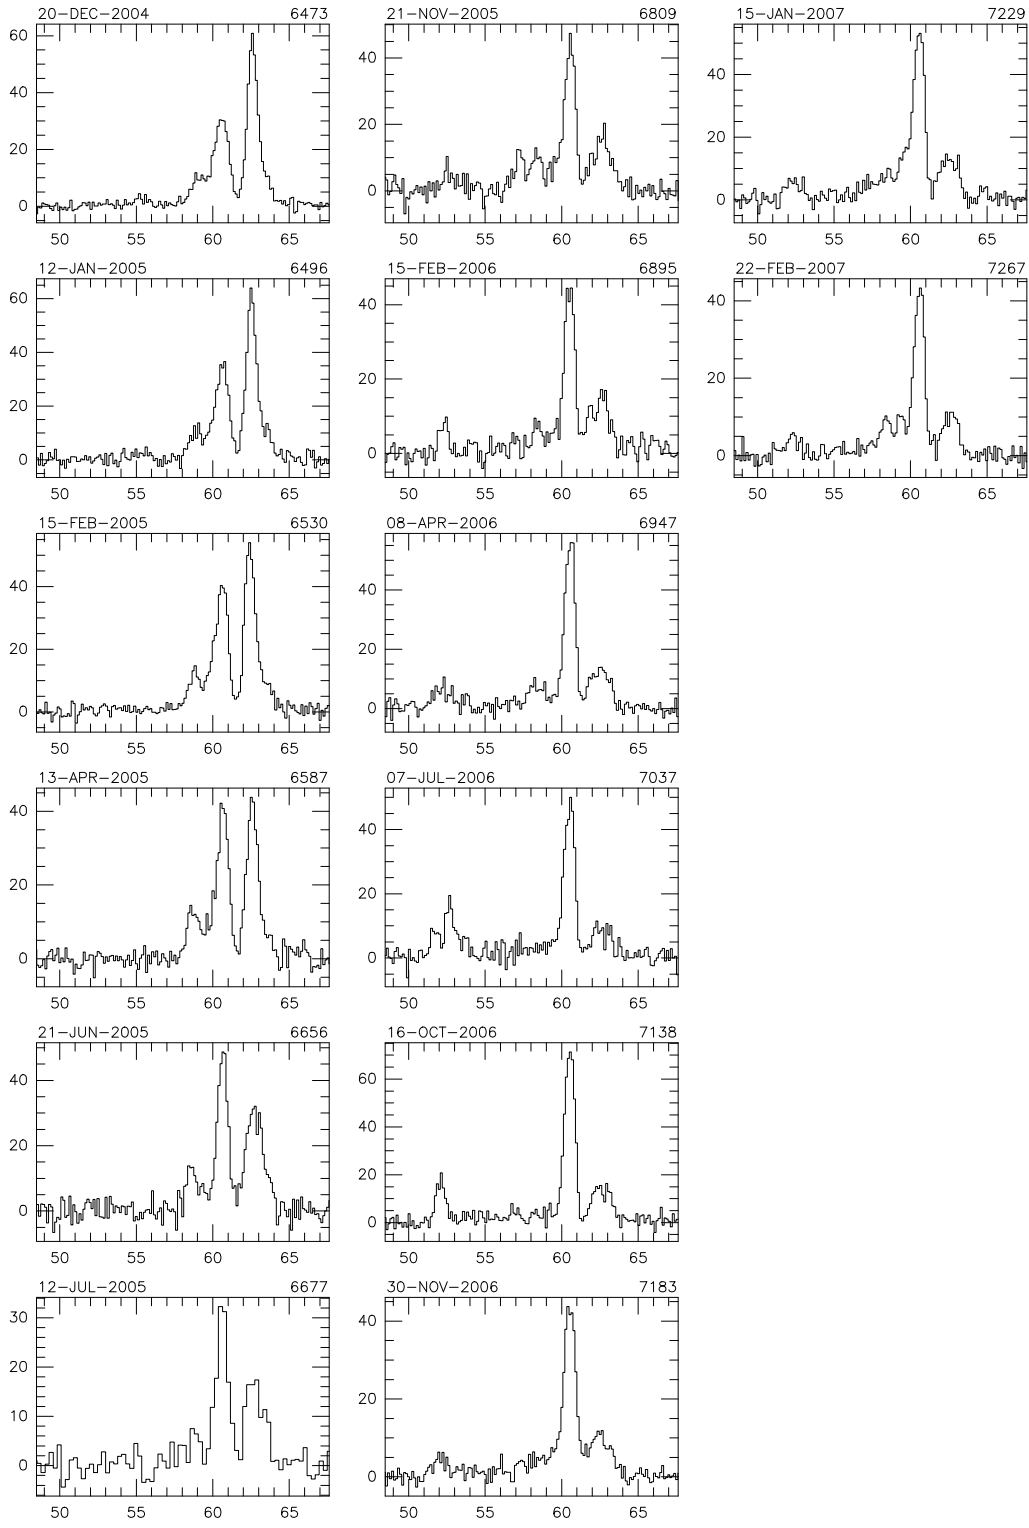 20-DEC-2004 6473
60
40
20
0
50 55 60 65
12-JAN-2005 6496
60
40
20
0
50 55 60 65
15-FEB-2005 6530
40
20
0
50 55 60 65
13-APR-2005 6587
40
20
0
50 55 60 65
21-JUN-2005 6656
40
20
0
50 55 60 65
12-JUL-2005 6677
30
20
10
0
50 55 60 65
21-NOV-2005 6809
40
20
0
50 55 60 65
15-FEB-2006 6895
40
20
0
50 55 60 65
08-APR-2006 6947
40
20
0
50 55 60 65
07-JUL-2006 7037
40
20
0
50 55 60 65
16-OCT-2006 7138
60
40
20
0
50 55 60 65
30-NOV-2006 7183
40
20
0
50 55 60 65
15-JAN-2007 7229
40
20
0
50 55 60 65
22-FEB-2007 7267
40
20
0
50 55 60 65